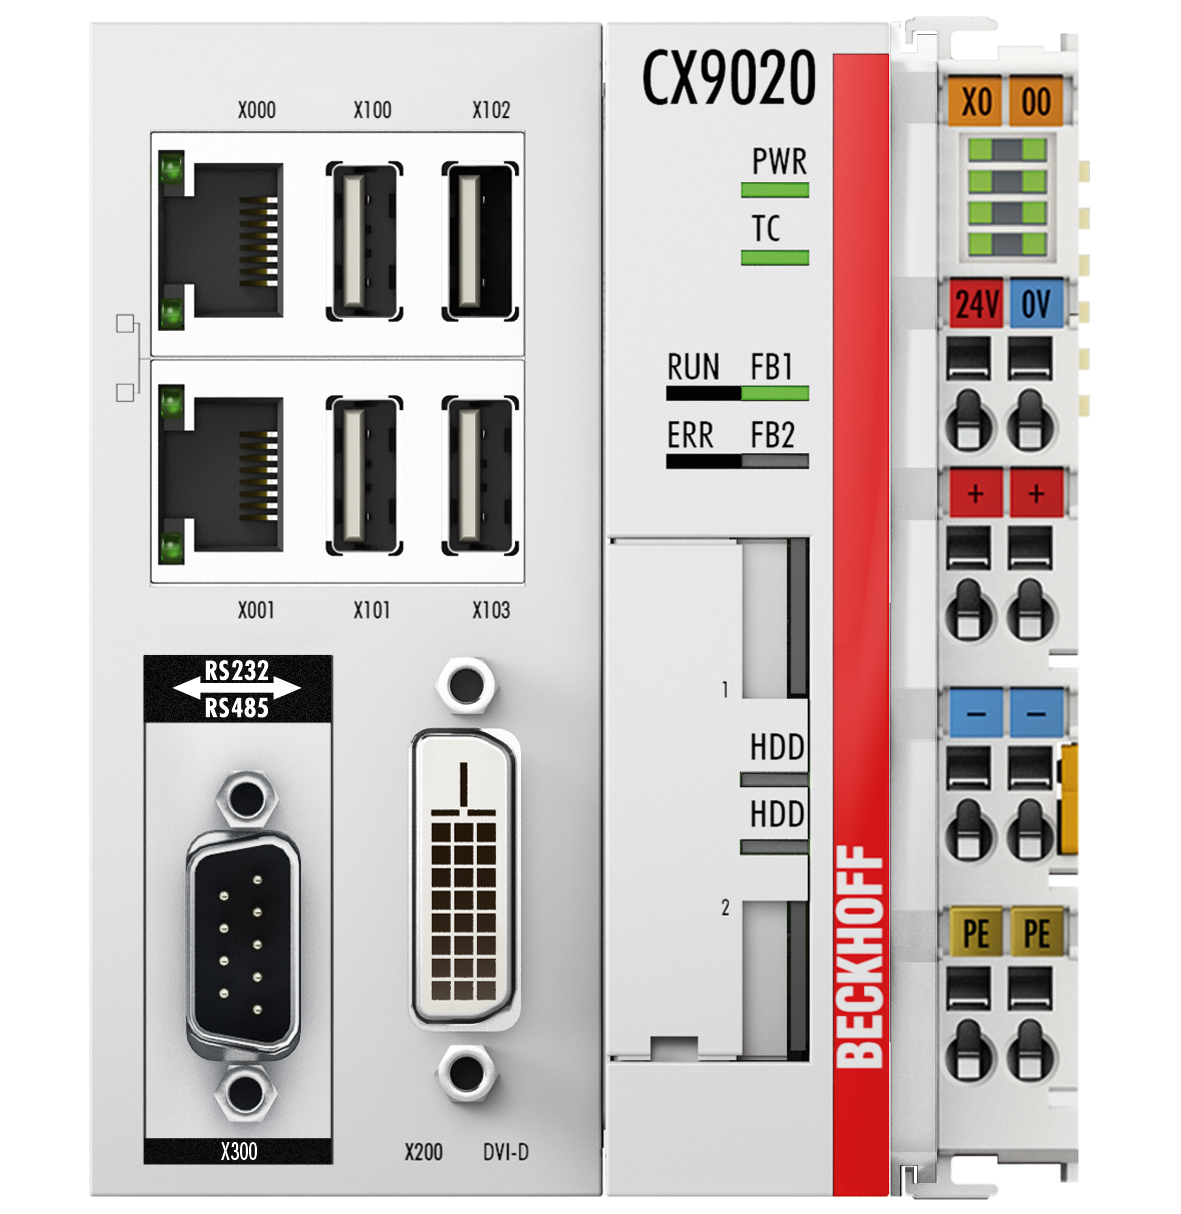 X000 X100 X102
X001 X101 X103
RS232
RS485
X300
X200 DVI-D
CX9020
PWR
TC
RUN FB1
ERR FB2
1
HDD
HDD
2
BECKHOFF
X0 00
24V 0V
+ +
− −
PE PE